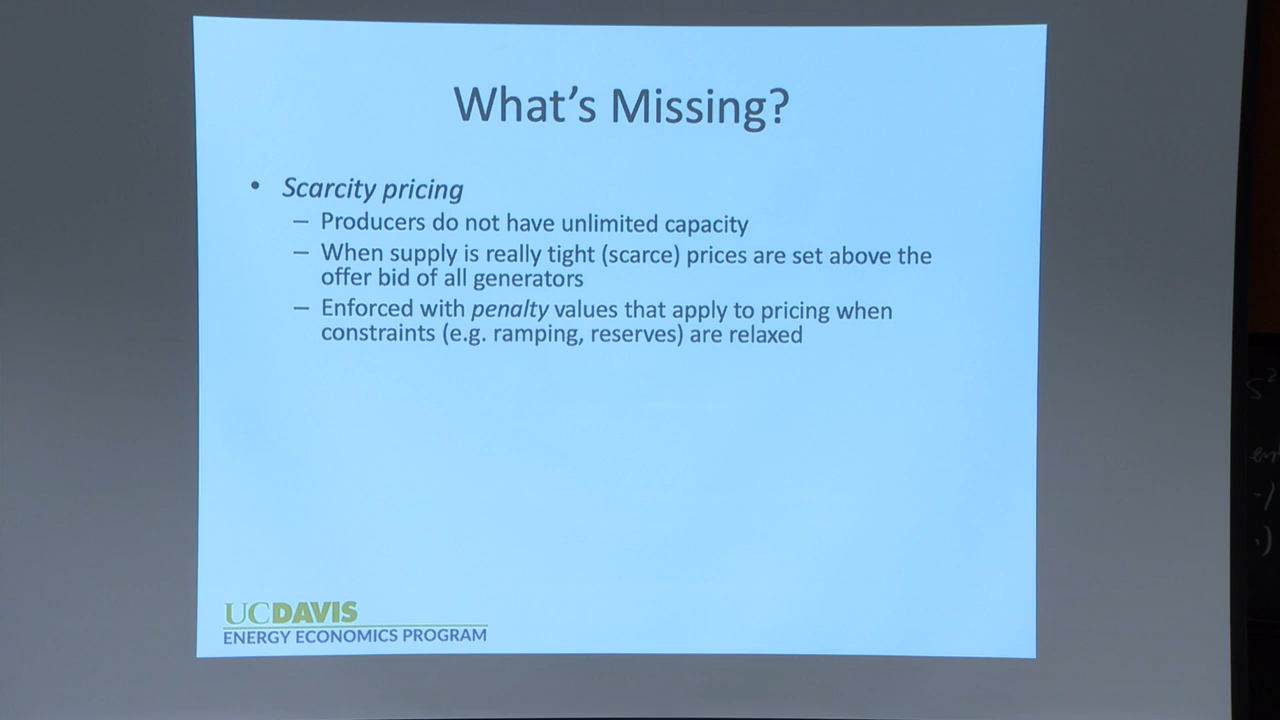 What's Missing?
• Scarcity pricing
– Producers do not have unlimited capacity
– When supply is really tight (scarce) prices are set above the
offer bid of all generators
– Enforced with penalty values that apply to pricing when
constraints (e.g. ramping, reserves) are relaxed
UCDAVIS
ENERGY ECONOMICS PROGRAM